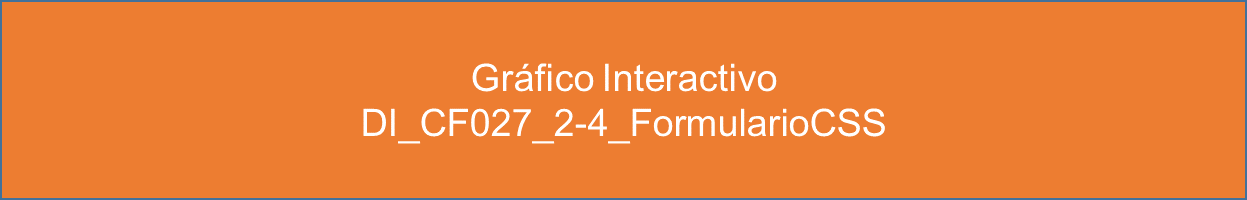 Gráfico Interactivo
DI_CF027_2-4_FormularioCSS